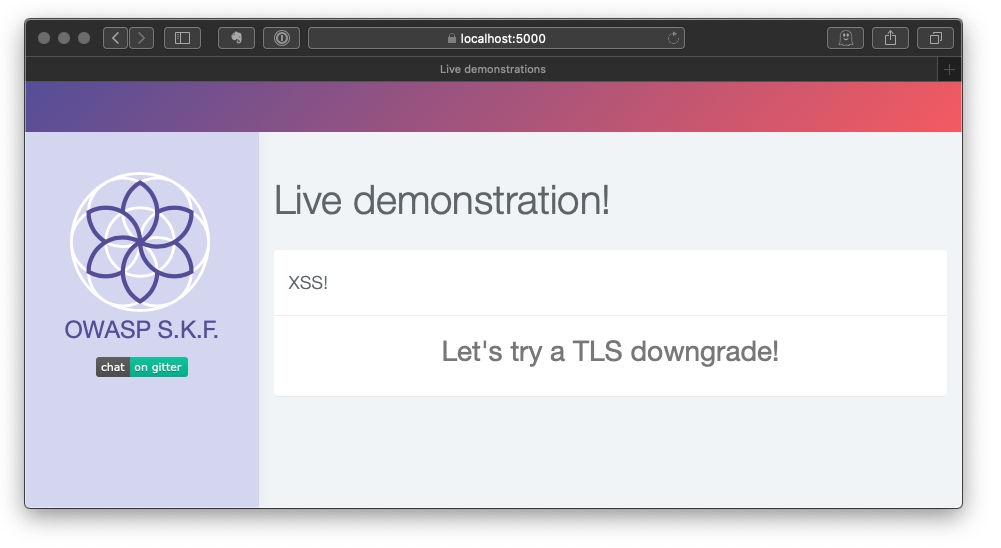 localhost:5000
Live demonstrations
OWASP S.K.F.
chat on gitter
Live demonstration!
XSS!
Let's try a TLS downgrade!